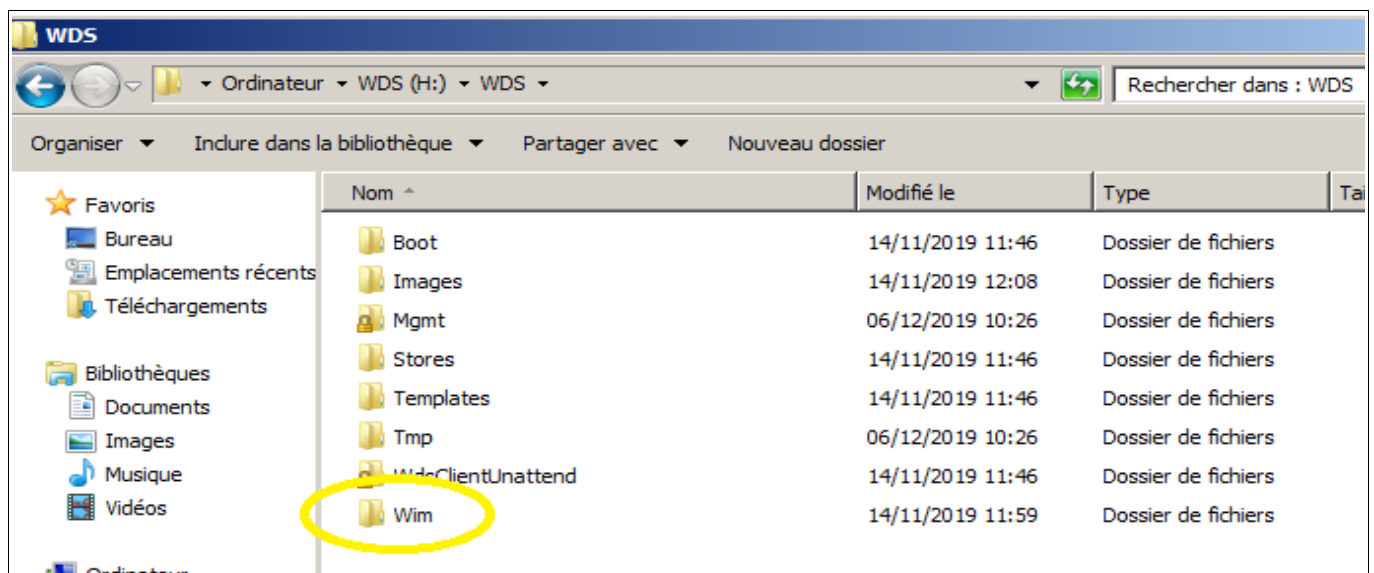 WDS
Ordinateur WDS (H:) WDS Rechercher dans : WDS
Organiser Inclure dans la bibliothèque Partager avec Nouveau dossier
Nom Modifié le Type
Favoris
Bureau
Emplacements récents
Téléchargements
Bibliothèques
Documents
Images
Musique
Vidéos
Ordinateur
Boot 14/11/2019 11:46 Dossier de fichiers
Images 14/11/2019 12:08 Dossier de fichiers
Mgmt 06/12/2019 10:26 Dossier de fichiers
Stores 14/11/2019 11:46 Dossier de fichiers
Templates 14/11/2019 11:46 Dossier de fichiers
Tmp 06/12/2019 10:26 Dossier de fichiers
WdsClientUnattend 14/11/2019 11:46 Dossier de fichiers
Wim 14/11/2019 11:59 Dossier de fichiers